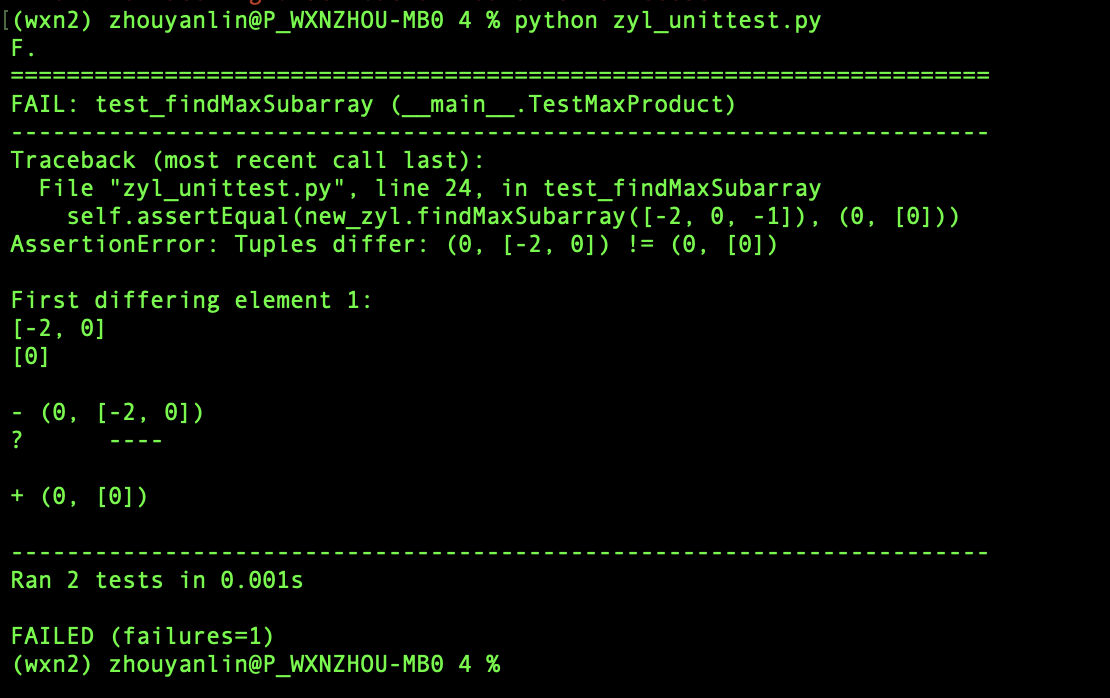 [(wxn2) zhouyanlin@P_WXNZHOU-MB0 4 % python zyl_unittest.py
F.
======================================================================
FAIL: test_findMaxSubarray (__main__.TestMaxProduct)
----------------------------------------------------------------------
Traceback (most recent call last):
  File "zyl_unittest.py", line 24, in test_findMaxSubarray
    self.assertEqual(new_zyl.findMaxSubarray([-2, 0, -1]), (0, [0]))
AssertionError: Tuples differ: (0, [-2, 0]) != (0, [0])

First differing element 1:
[-2, 0]
[0]

- (0, [-2, 0])
?      ----

+ (0, [0])

----------------------------------------------------------------------
Ran 2 tests in 0.001s

FAILED (failures=1)
(wxn2) zhouyanlin@P_WXNZHOU-MB0 4 %